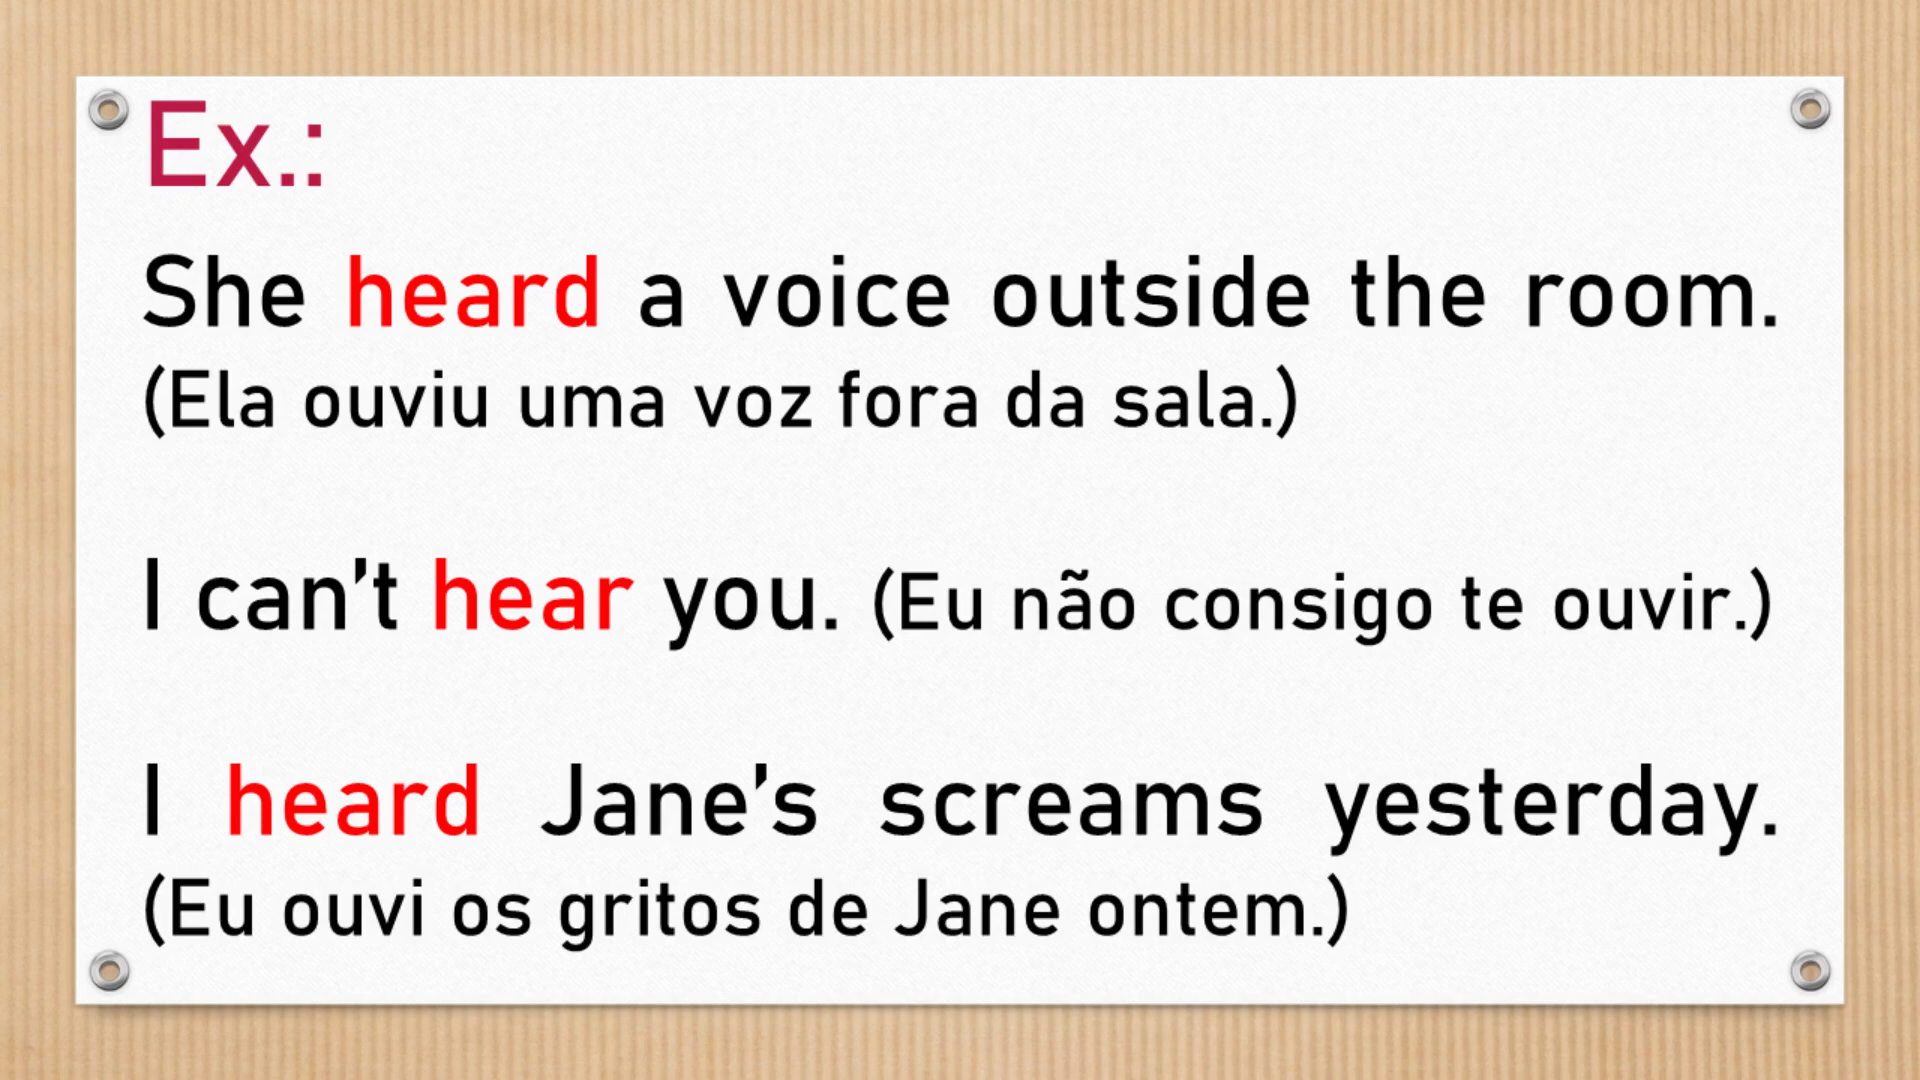 Ex.:
She heard a voice outside the room.
(Ela ouviu uma voz fora da sala.)
I can't hear you. (Eu não consigo te ouvir.)
I heard Jane's screams yesterday.
(Eu ouvi os gritos de Jane ontem.)